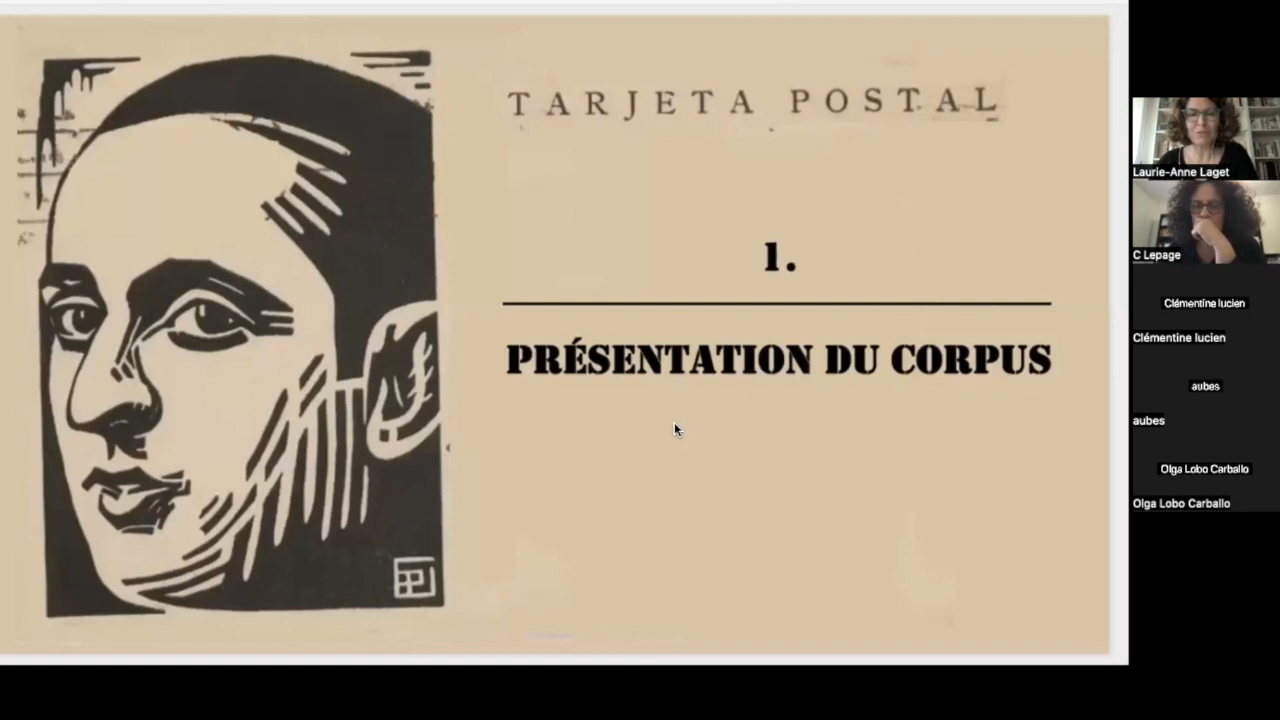 TARJETA POSTAL
1.
PRÉSENTATION DU CORPUS
Laurie-Anne Laget
C Lepage
Clémentine lucien
Clémentine lucien
aubes
aubes
Olga Lobo Carballo
Olga Lobo Carballo